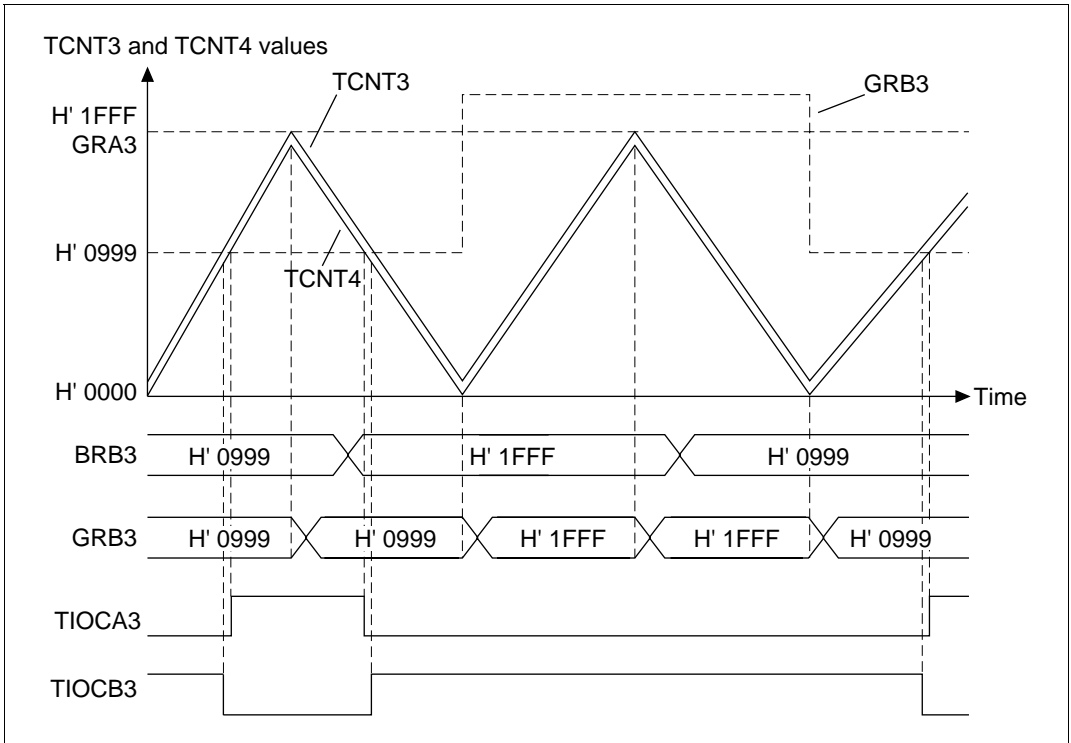 TCNT3 and TCNT4 values
TCNT3
GRB3
H' 1FFF
GRA3
H' 0999
TCNT4
H' 0000
Time
BRB3
H' 0999
H' 1FFF
H' 0999
GRB3
H' 0999
H' 0999
H' 1FFF
H' 1FFF
H' 0999
TIOCA3
TIOCB3